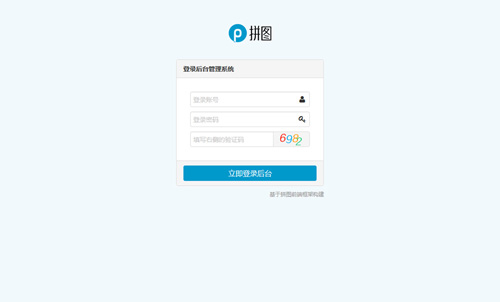 拼图
登录后台管理系统
登录账号
登录密码
填写右侧的验证码
6982
立即登录后台
基于拼图前端框架构建